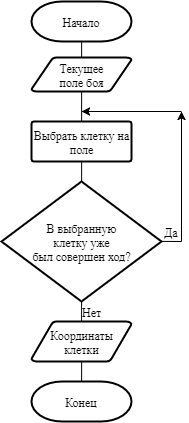 Начало
Текущее
поле боя
Выбрать клетку на
поле
В выбранную
клетку уже
был совершен ход?
Да
Нет
Координаты
клетки
Конец